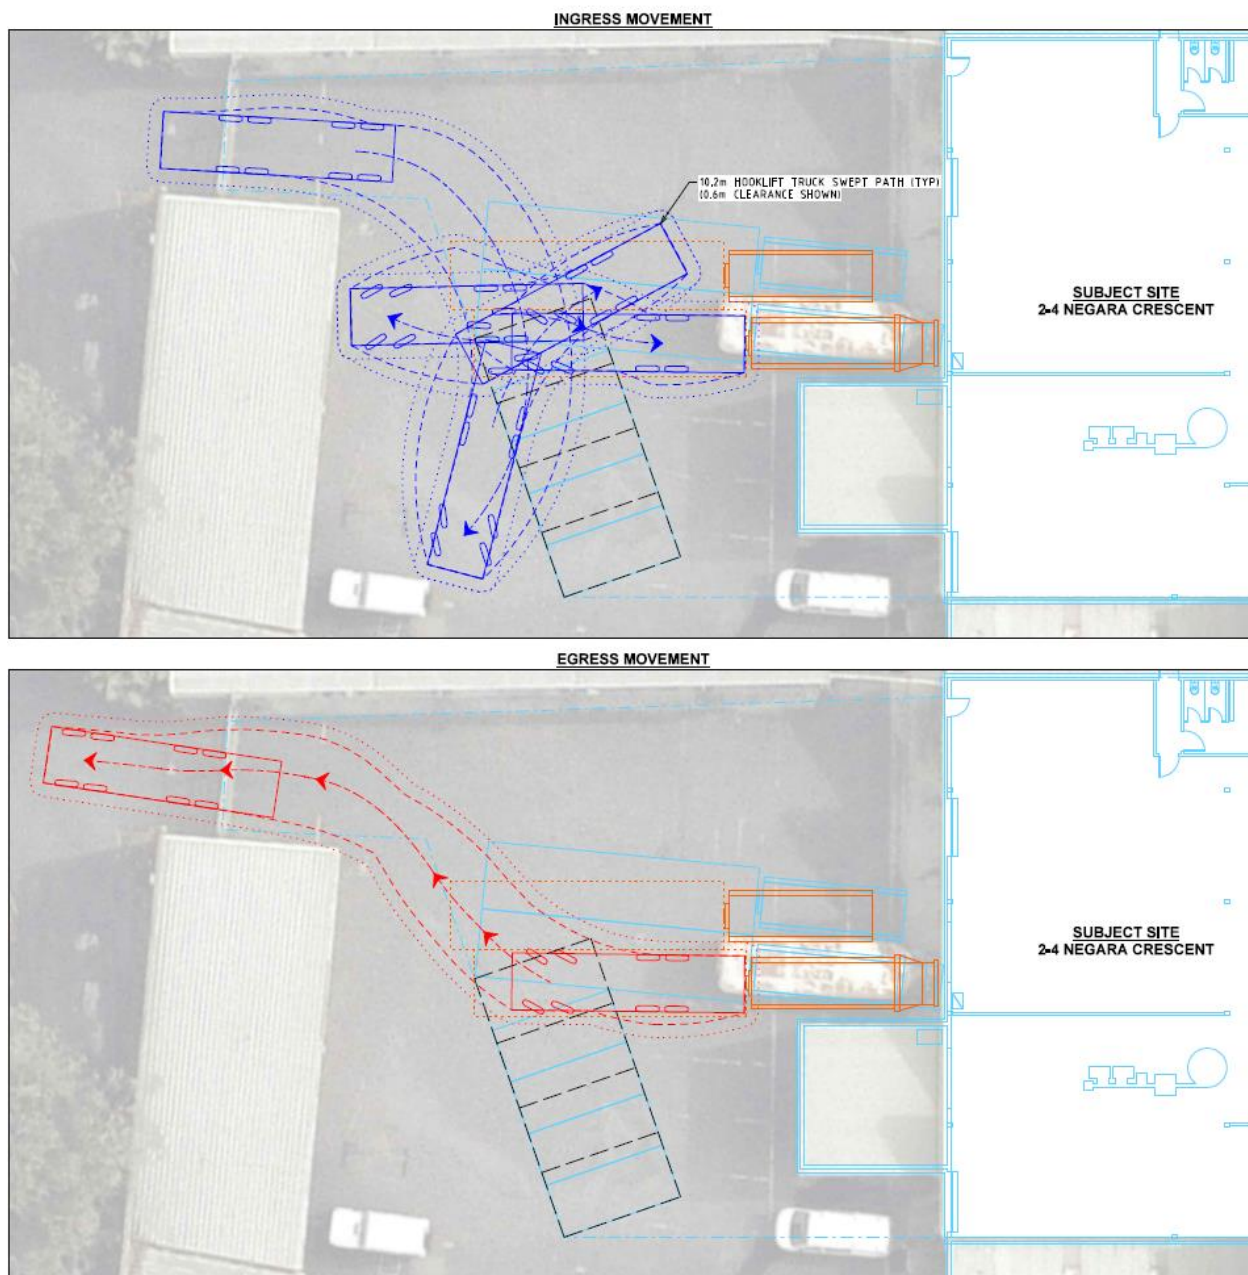 INGRESS MOVEMENT
10.2m HOOKLIFT TRUCK SWEPT PATH (TYP)
(0.6m CLEARANCE SHOWN)
SUBJECT SITE
2-4 NEGARA CRESCENT
EGRESS MOVEMENT
SUBJECT SITE
2-4 NEGARA CRESCENT